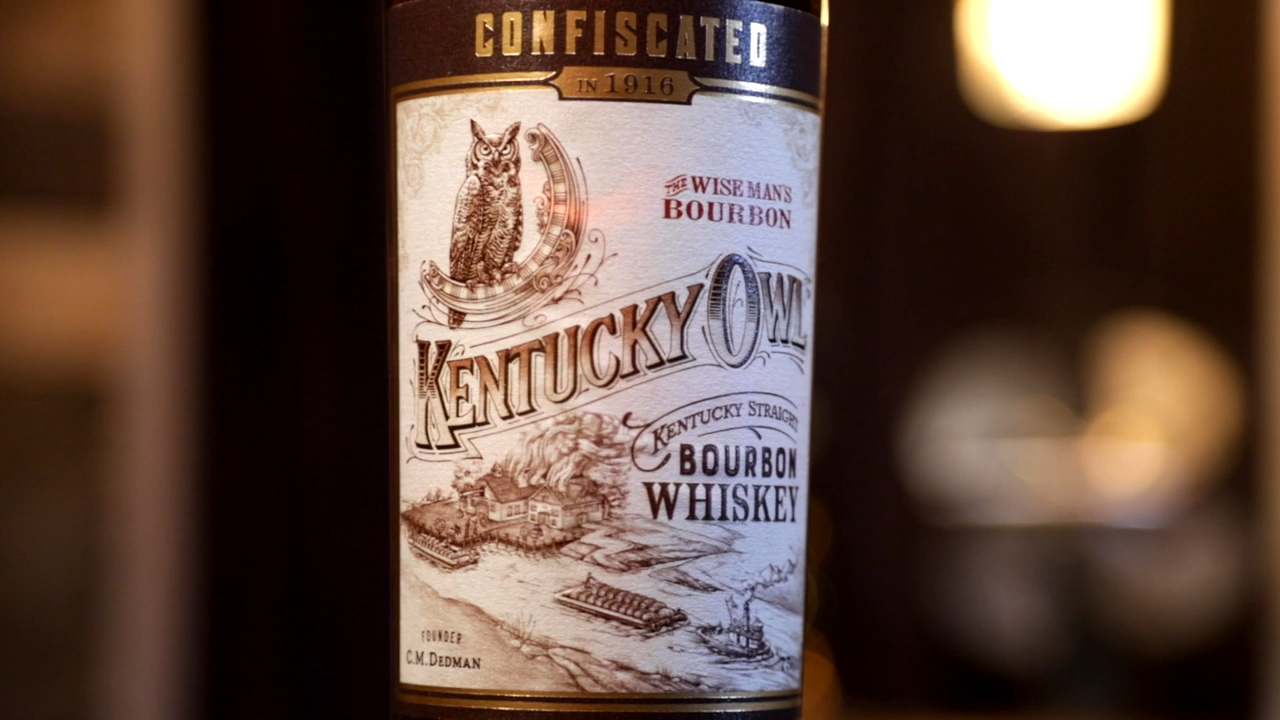 CONFISCATED
IN 1916
THE WISE MAN'S
BOURBON
KENTUCKY OWL
KENTUCKY STRAIGHT
BOURBON
WHISKEY
FOUNDER
C.M. DEDMAN